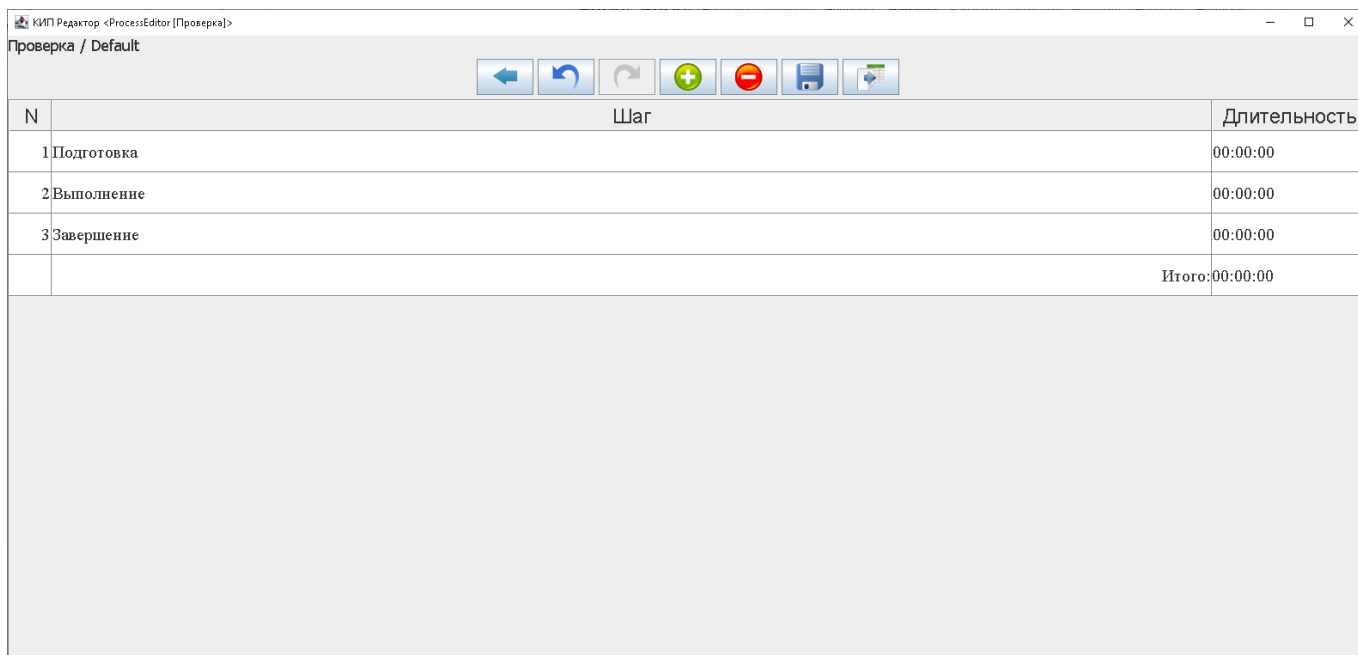 КИП Редактор <ProcessEditor [Проверка]>
Проверка / Default
N Шаг Длительность
1 Подготовка 00:00:00
2 Выполнение 00:00:00
3 Завершение 00:00:00
Итого: 00:00:00